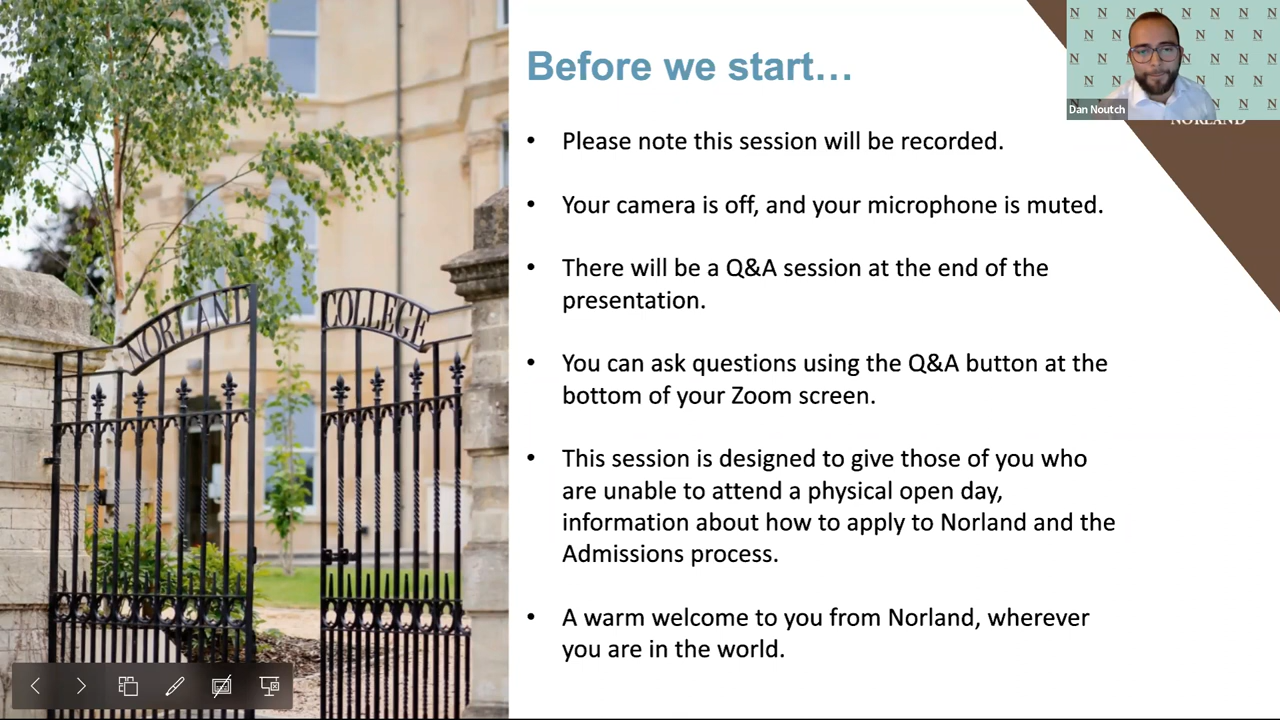 Before we start…
Dan Noutch
NORLAND
• Please note this session will be recorded.
• Your camera is off, and your microphone is muted.
• There will be a Q&A session at the end of the
presentation.
• You can ask questions using the Q&A button at the
bottom of your Zoom screen.
• This session is designed to give those of you who
are unable to attend a physical open day,
information about how to apply to Norland and the
Admissions process.
• A warm welcome to you from Norland, wherever
you are in the world.
NORLAND COLLEGE